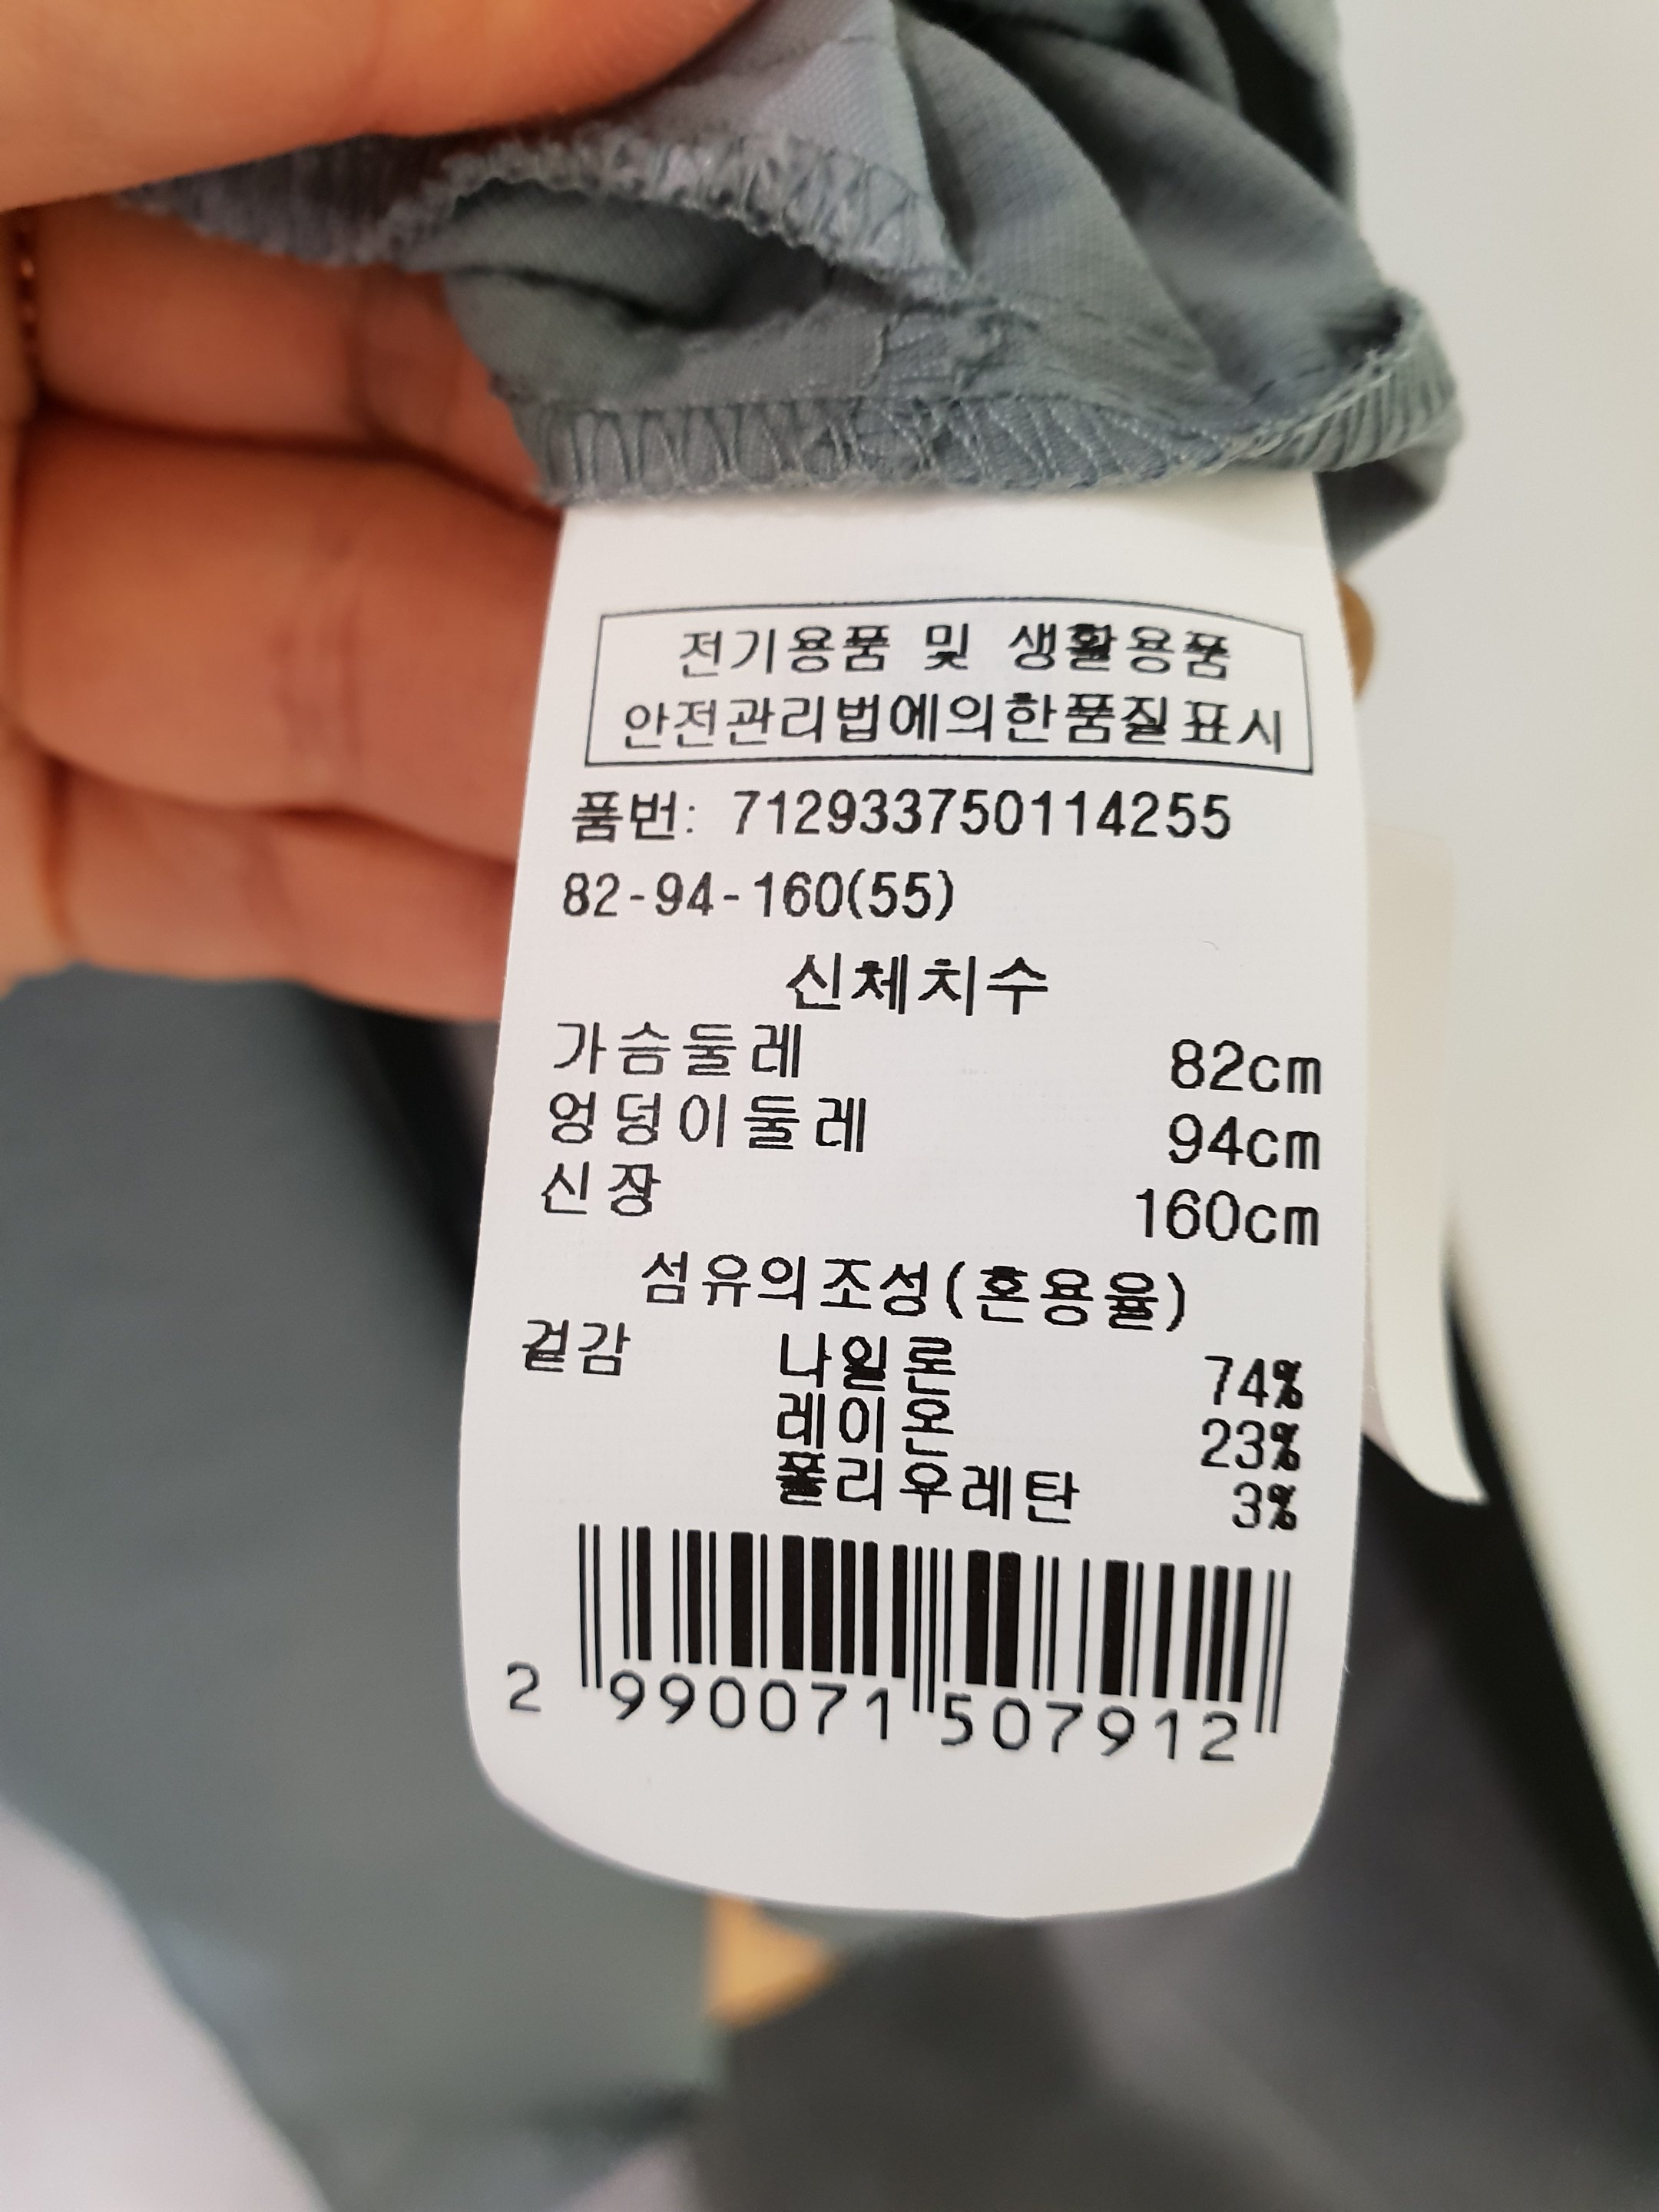 전기용품 및 생활용품
안전관리법에의한품질표시
품번: 712933750114255
82-94-160(55)
신체치수
가슴둘레 82cm
엉덩이둘레 94cm
신장 160cm
섬유의조성(혼용율)
겉감 나일론 74%
레이온 23%
폴리우레탄 3%
2 990071 507912